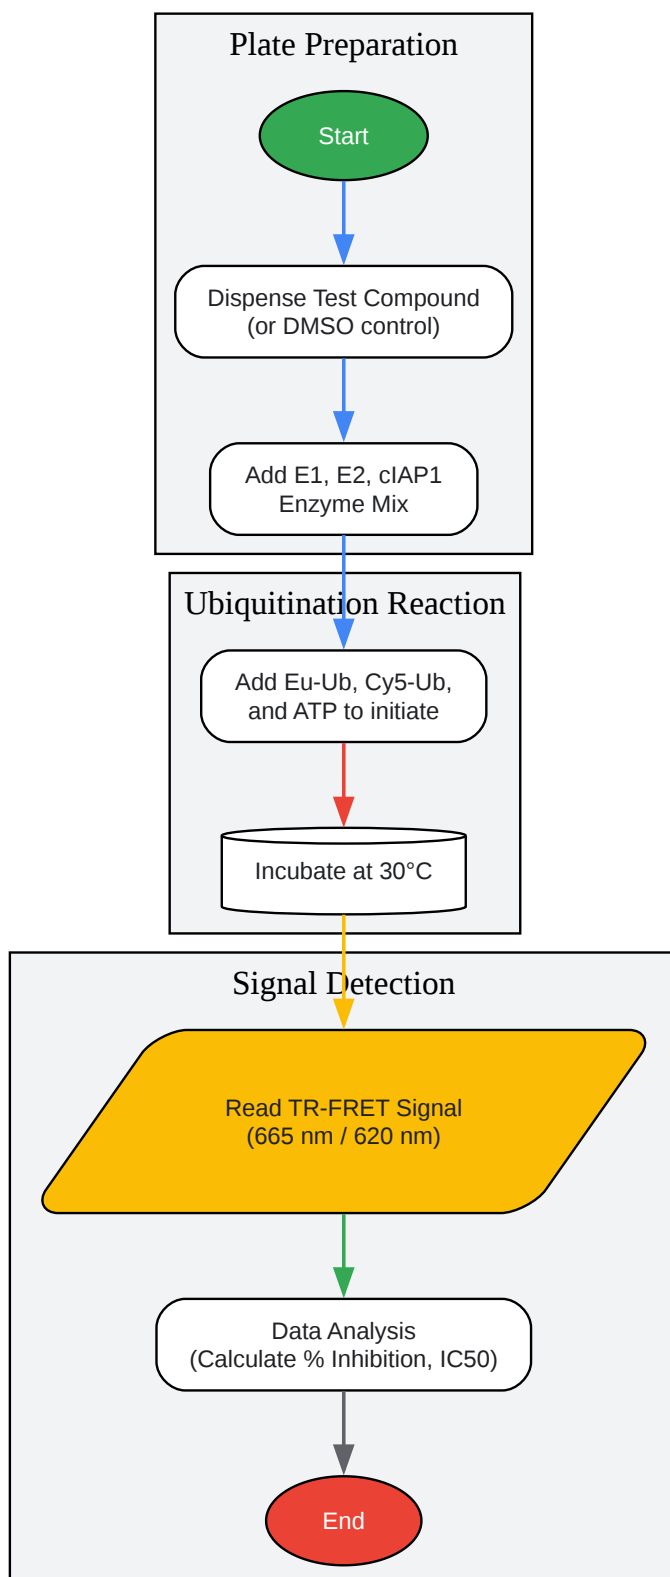 Plate Preparation
Start
Dispense Test Compound
(or DMSO control)
Add E1, E2, cIAP1
Enzyme Mix
Ubiquitination Reaction
Add Eu-Ub, Cy5-Ub,
and ATP to initiate
Incubate at 30°C
Signal Detection
Read TR-FRET Signal
(665 nm / 620 nm)
Data Analysis
(Calculate % Inhibition, IC50)
End